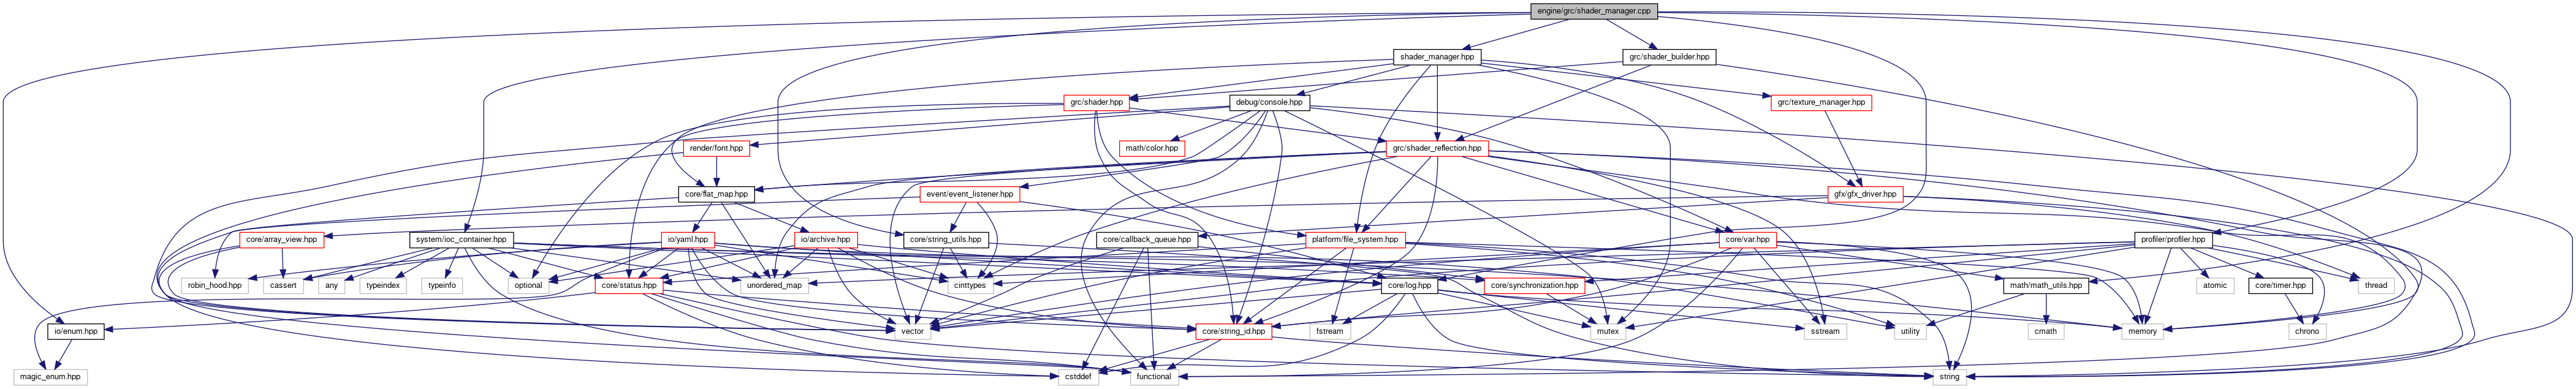 engine/grc/shader_manager.cpp
shader_manager.hpp
grc/shader_builder.hpp
grc/shader.hpp
debug/console.hpp
grc/texture_manager.hpp
render/font.hpp
math/color.hpp
grc/shader_reflection.hpp
core/flat_map.hpp
event/event_listener.hpp
gfx/gfx_driver.hpp
core/array_view.hpp
system/ioc_container.hpp
io/yaml.hpp
io/archive.hpp
core/string_utils.hpp
core/callback_queue.hpp
platform/file_system.hpp
core/var.hpp
profiler/profiler.hpp
robin_hood.hpp
cassert
any
typeindex
typeinfo
optional
core/status.hpp
unordered_map
cinttypes
core/synchronization.hpp
core/log.hpp
math/math_utils.hpp
atomic
core/timer.hpp
thread
io/enum.hpp
vector
core/string_id.hpp
fstream
mutex
sstream
utility
cmath
memory
chrono
magic_enum.hpp
cstddef
functional
string